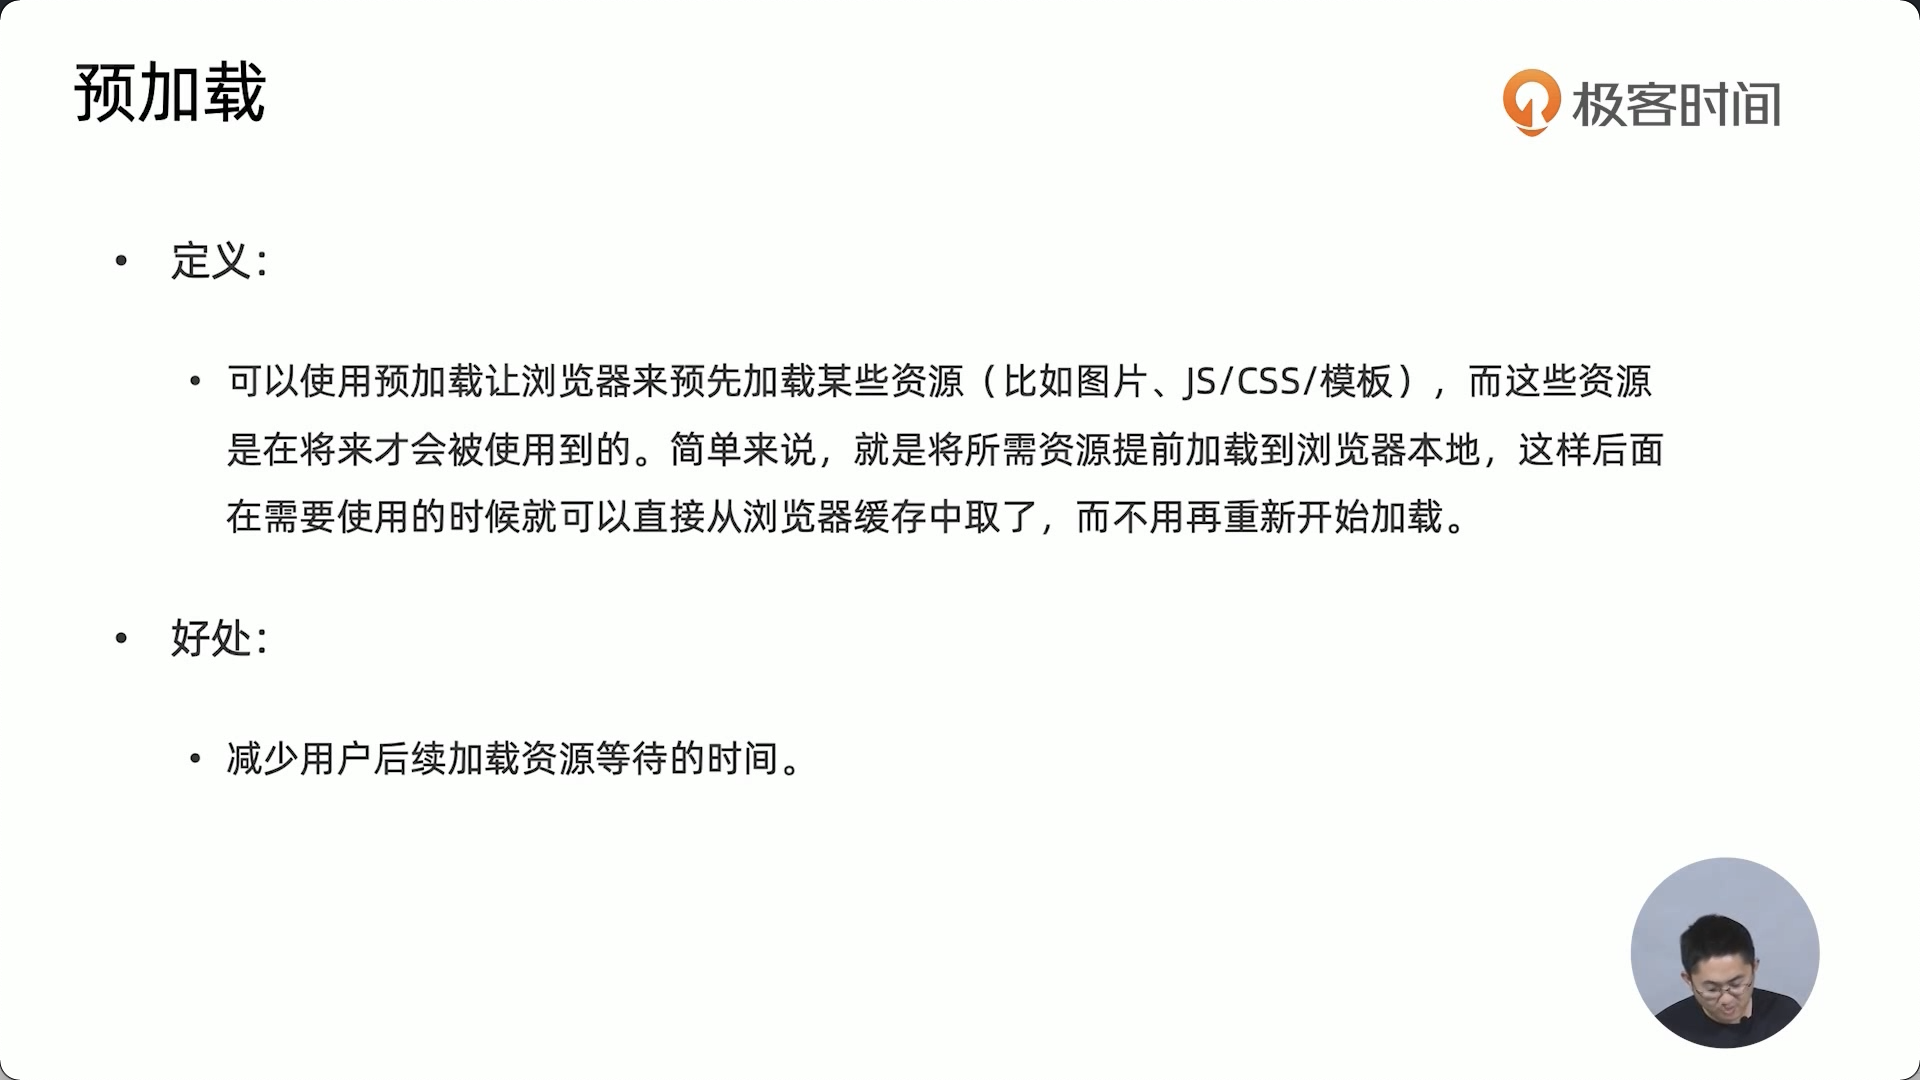 预加载
极客时间
• 定义：
• 可以使用预加载让浏览器来预先加载某些资源（比如图片、JS/CSS/模板），而这些资源
是在将来才会被使用到的。简单来说，就是将所需资源提前加载到浏览器本地，这样后面
在需要使用的时候就可以直接从浏览器缓存中取了，而不用再重新开始加载。
• 好处：
• 减少用户后续加载资源等待的时间。